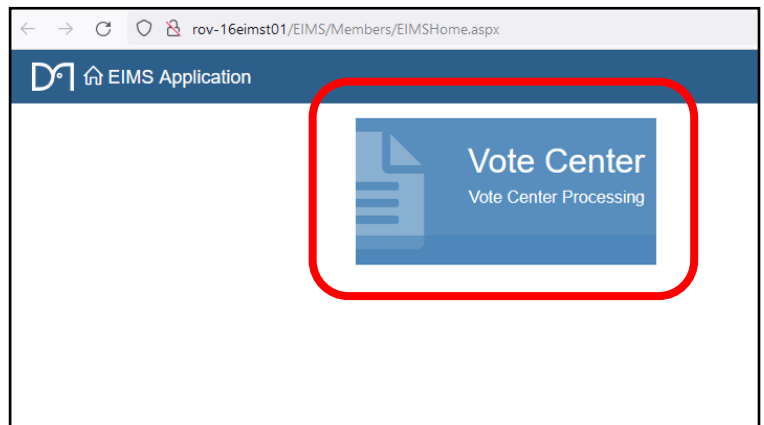 rov-16eimst01/EIMS/Members/EIMSHome.aspx
EIMS Application
Vote Center
Vote Center Processing